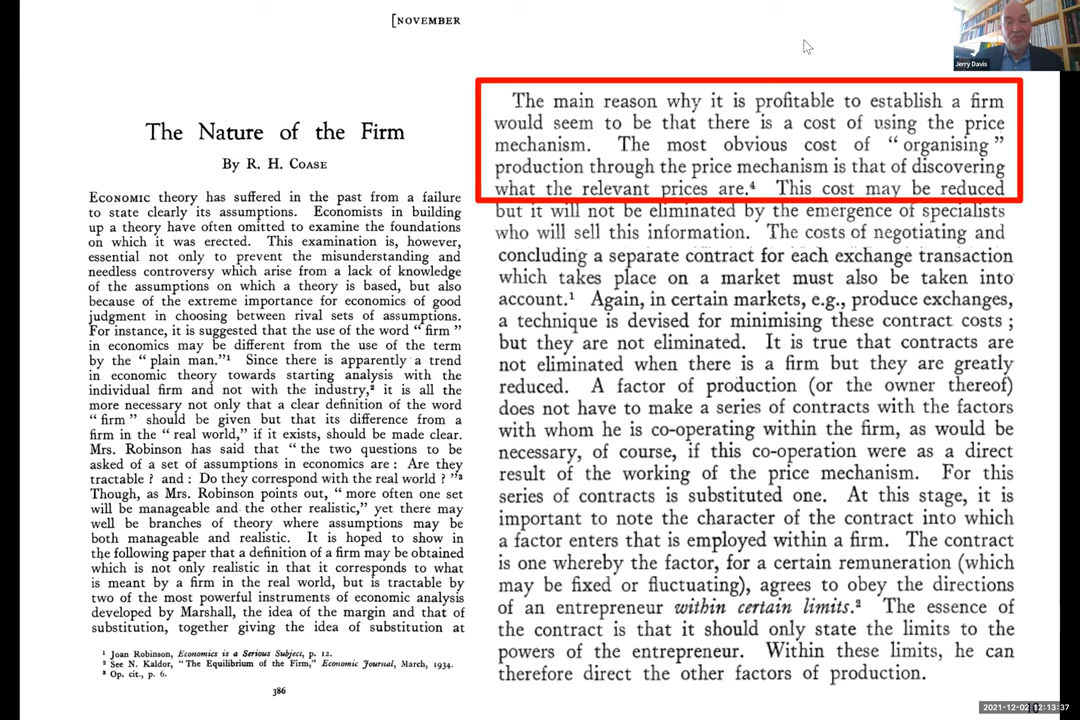 [NOVEMBER
The Nature of the Firm
By R. H. COASE
ECONOMIC theory has suffered in the past from a failure
to state clearly its assumptions. Economists in building
up a theory have often omitted to examine the foundations
on which it was erected. This examination is, however,
essential not only to prevent the misunderstanding and
needless controversy which arise from a lack of knowledge
of the assumptions on which a theory is based, but also
because of the extreme importance for economics of good
judgment in choosing between rival sets of assumptions.
For instance, it is suggested that the use of the word “ firm ”
in economics may be different from the use of the term
by the “ plain man.”¹ Since there is apparently a trend
in economic theory towards starting analysis with the
individual firm and not with the industry,² it is all the
more necessary not only that a clear definition of the word
“ firm ” should be given but that its difference from a
firm in the “ real world,” if it exists, should be made clear.
Mrs. Robinson has said that “ the two questions to be
asked of a set of assumptions in economics are : Are they
tractable ? and : Do they correspond with the real world ? ”³
Though, as Mrs. Robinson points out, “ more often one set
will be manageable and the other realistic,” yet there may
well be branches of theory where assumptions may be
both manageable and realistic. It is hoped to show in
the following paper that a definition of a firm may be obtained
which is not only realistic in that it corresponds to what
is meant by a firm in the real world, but is tractable by
two of the most powerful instruments of economic analysis
developed by Marshall, the idea of the margin and that of
substitution, together giving the idea of substitution at
¹ Joan Robinson, Economics is a Serious Subject, p. 12.
² See N. Kaldor, “ The Equilibrium of the Firm,” Economic Journal, March, 1934.
³ Op. cit., p. 6.
386
The main reason why it is profitable to establish a firm
would seem to be that there is a cost of using the price
mechanism. The most obvious cost of “ organising ”
production through the price mechanism is that of discovering
what the relevant prices are.⁴ This cost may be reduced
but it will not be eliminated by the emergence of specialists
who will sell this information. The costs of negotiating and
concluding a separate contract for each exchange transaction
which takes place on a market must also be taken into
account.¹ Again, in certain markets, e.g., produce exchanges,
a technique is devised for minimising these contract costs ;
but they are not eliminated. It is true that contracts are
not eliminated when there is a firm but they are greatly
reduced. A factor of production (or the owner thereof)
does not have to make a series of contracts with the factors
with whom he is co-operating within the firm, as would be
necessary, of course, if this co-operation were as a direct
result of the working of the price mechanism. For this
series of contracts is substituted one. At this stage, it is
important to note the character of the contract into which
a factor enters that is employed within a firm. The contract
is one whereby the factor, for a certain remuneration (which
may be fixed or fluctuating), agrees to obey the directions
of an entrepreneur within certain limits.² The essence of
the contract is that it should only state the limits to the
powers of the entrepreneur. Within these limits, he can
therefore direct the other factors of production.
Jerry Davis
2021-12-02 12:13:37